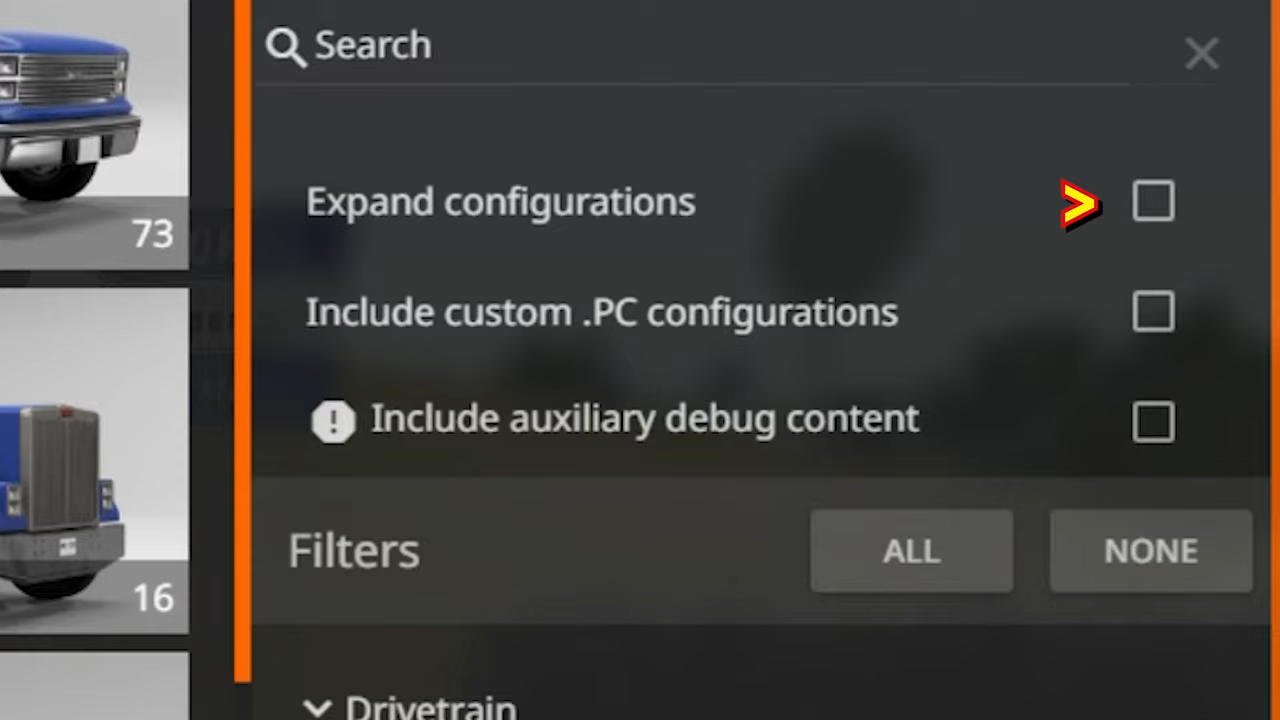 Search
73
Expand configurations
>
Include custom .PC configurations
Include auxiliary debug content
Filters
ALL
NONE
16
Drivetrain